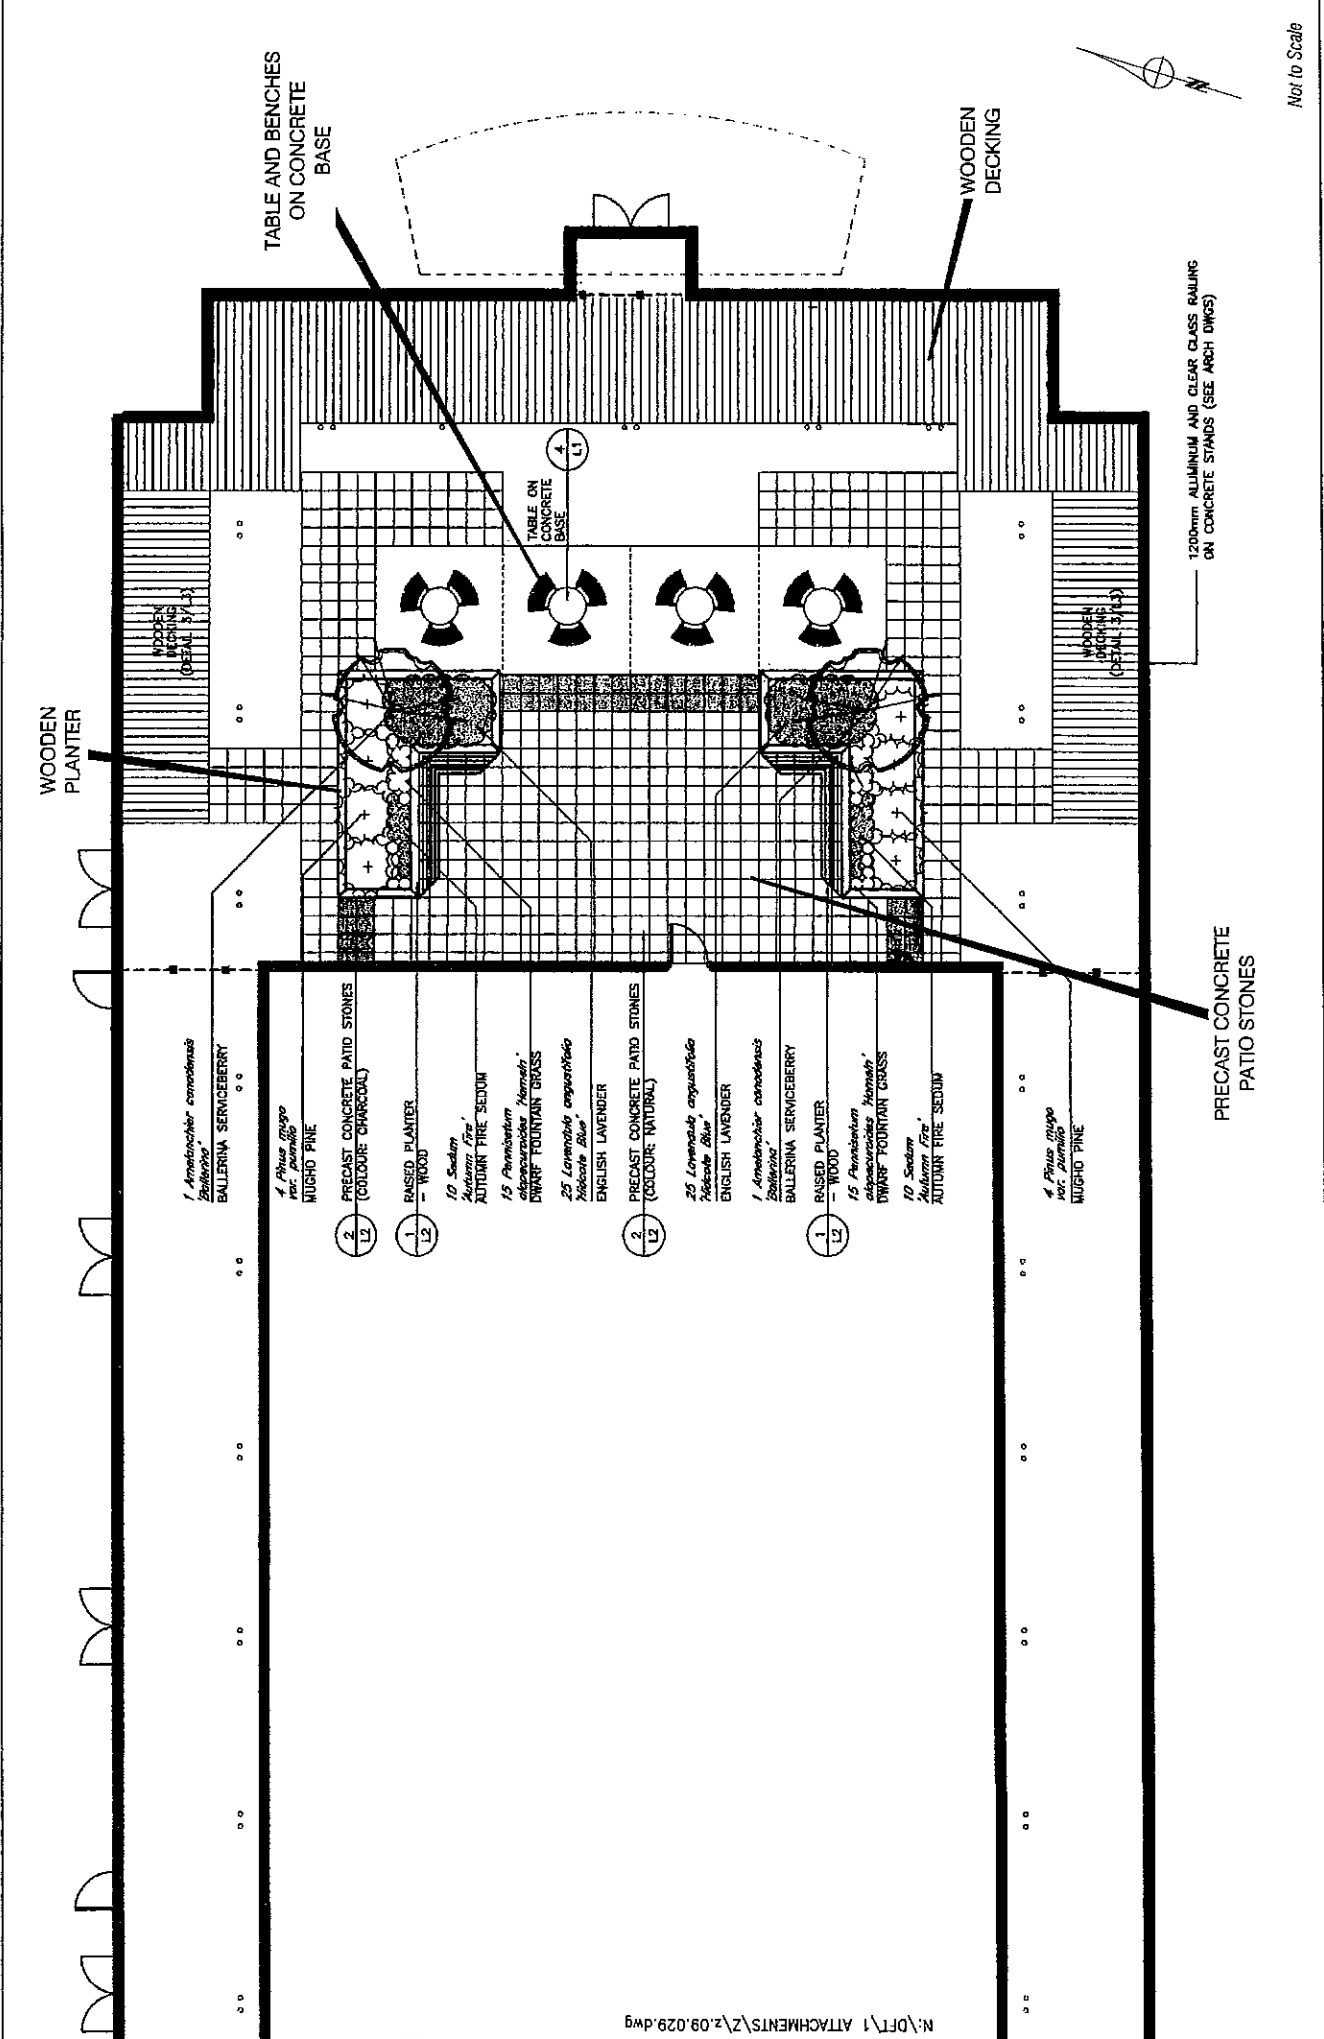 Not to Scale
N
TABLE AND BENCHES
ON CONCRETE
BASE
WOODEN
DECKING
1200mm ALUMINUM AND CLEAR GLASS RAILING
ON CONCRETE STANDS (SEE ARCH DWGS)
TABLE ON
CONCRETE
BASE
4
L1
WOODEN
DECKING
(DETAIL 3/L3)
WOODEN
DECKING
(DETAIL 3/L3)
WOODEN
PLANTER
PRECAST CONCRETE
PATIO STONES
1 Amelanchier canadensis
'Ballerina'
BALLERINA SERVICEBERRY
4 Pinus mugo
var. pumilio
MUGHO PINE
PRECAST CONCRETE PATIO STONES
(COLOUR: CHARCOAL)
2
L2
RAISED PLANTER
- WOOD
1
L2
10 Sedum
'Autumn Fire'
AUTUMN FIRE SEDUM
15 Pennisetum
alopecuroides 'Hameln'
DWARF FOUNTAIN GRASS
25 Lavandula angustifolia
'Hidcote Blue'
ENGLISH LAVENDER
PRECAST CONCRETE PATIO STONES
(COLOUR: NATURAL)
2
L2
25 Lavandula angustifolia
'Hidcote Blue'
ENGLISH LAVENDER
1 Amelanchier canadensis
'Ballerina'
BALLERINA SERVICEBERRY
RAISED PLANTER
- WOOD
1
L2
15 Pennisetum
alopecuroides 'Hameln'
DWARF FOUNTAIN GRASS
10 Sedum
'Autumn Fire'
AUTUMN FIRE SEDUM
4 Pinus mugo
var. pumilio
MUGHO PINE
N:\DFT\1 ATTACHMENTS\Z\z.09.029.dwg